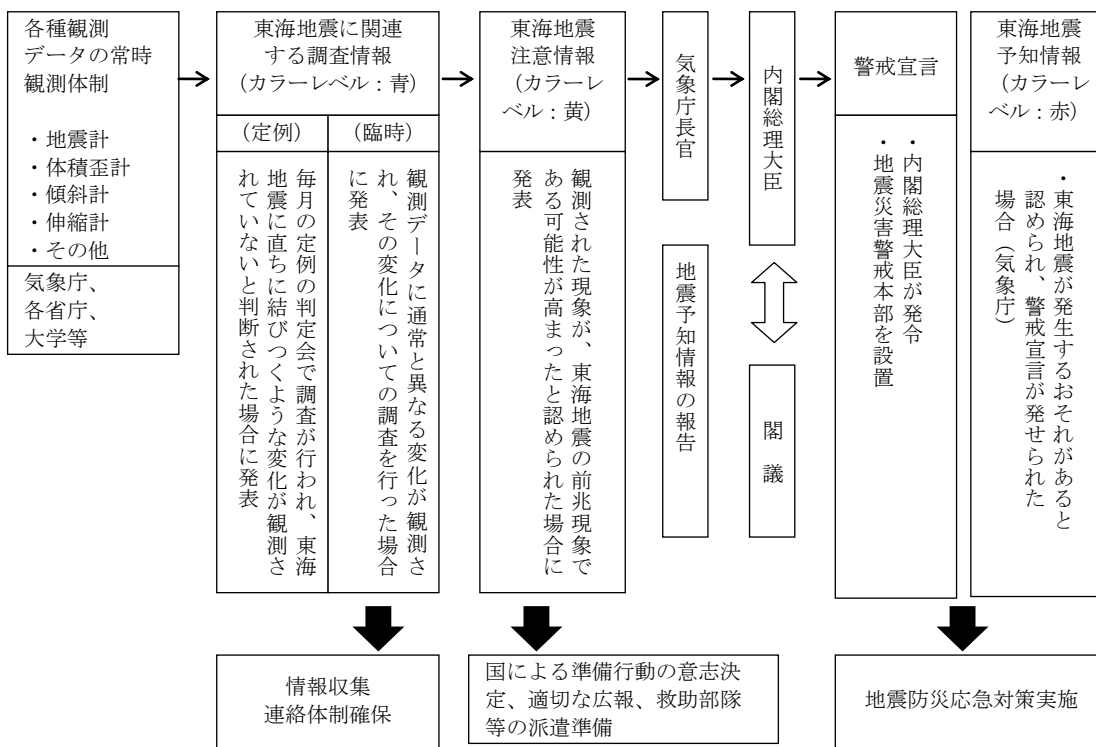 各種観測
データの常時
観測体制
・地震計
・体積歪計
・傾斜計
・伸縮計
・その他
気象庁、
各省庁、
大学等
東海地震に関連
する調査情報
（カラーレベル：青）
（定例）
毎月の定例の判定会で調査が行われ、東海
地震に直ちに結びつくような変化が観測さ
れていないと判断された場合に発表
（臨時）
観測データに通常と異なる変化が観測さ
れ、その変化についての調査を行った場合
に発表
東海地震
注意情報
（カラーレ
ベル：黄）
観測された現象が、東海地震の前兆現象で
ある可能性が高まったと認められた場合に
発表
気象庁長官
地震予知情報の報告
内閣総理大臣
閣議
警戒宣言
・内閣総理大臣が発令
・地震災害警戒本部を設置
東海地震
予知情報
（カラーレ
ベル：赤）
・東海地震が発生するおそれがあると
認められ、警戒宣言が発せられた
場合（気象庁）
情報収集
連絡体制確保
国による準備行動の意志決
定、適切な広報、救助部隊
等の派遣準備
地震防災応急対策実施